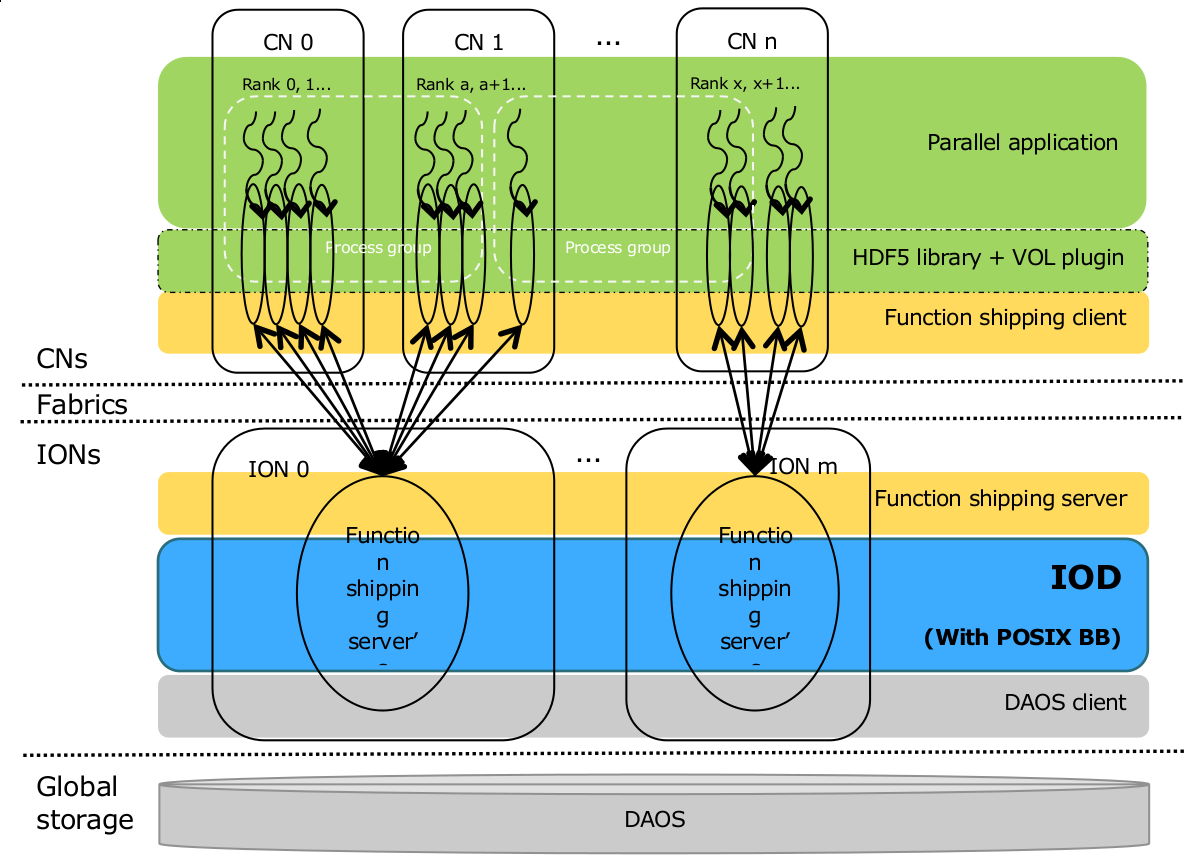 CN 0
CN 1
...
CN n
Rank 0, 1...
Rank a, a+1...
Rank x, x+1...
Parallel application
Process group
Process group
HDF5 library + VOL plugin
Function shipping client
CNs
Fabrics
IONs
ION 0
...
ION m
Function shipping server
Functio
n
shippin
g
server’
Functio
n
shippin
g
server’
IOD
(With POSIX BB)
DAOS client
Global
storage
DAOS